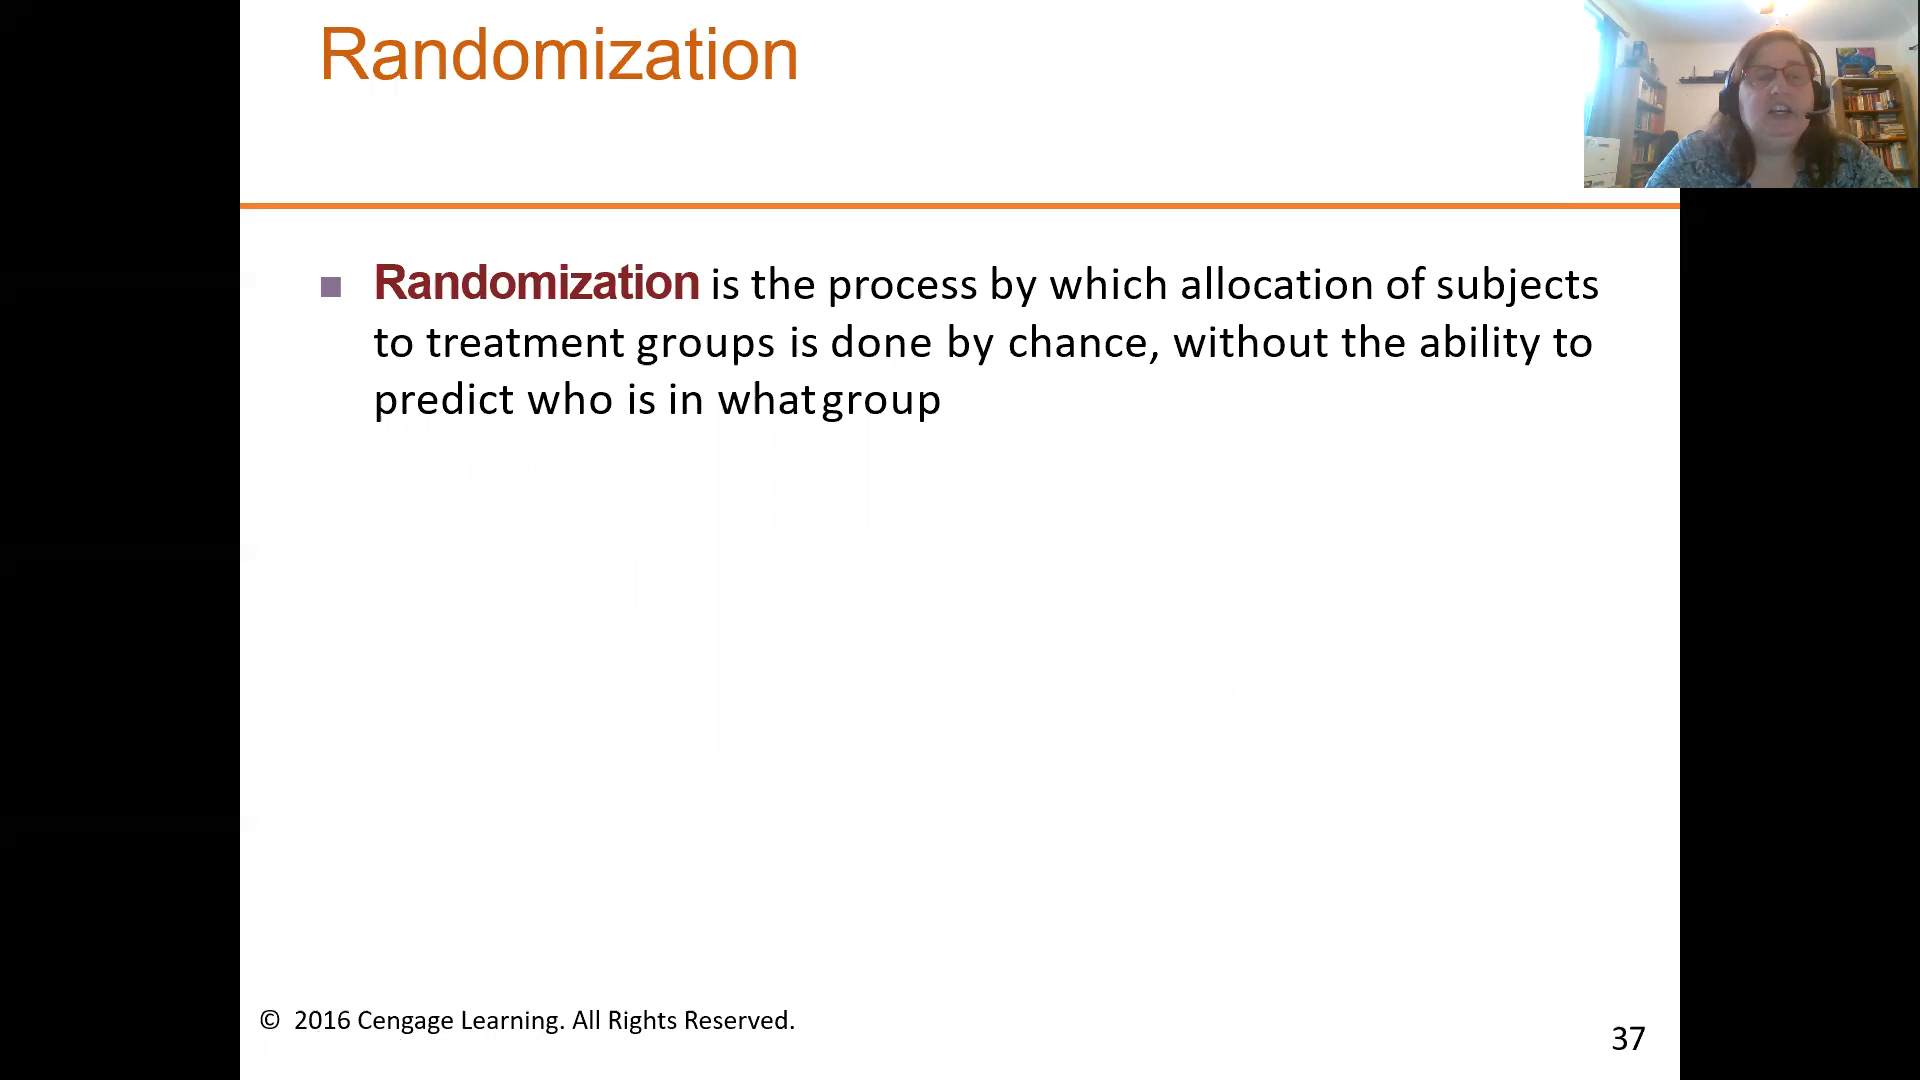 Randomization
Randomization is the process by which allocation of subjects
to treatment groups is done by chance, without the ability to
predict who is in what group
© 2016 Cengage Learning. All Rights Reserved.
37